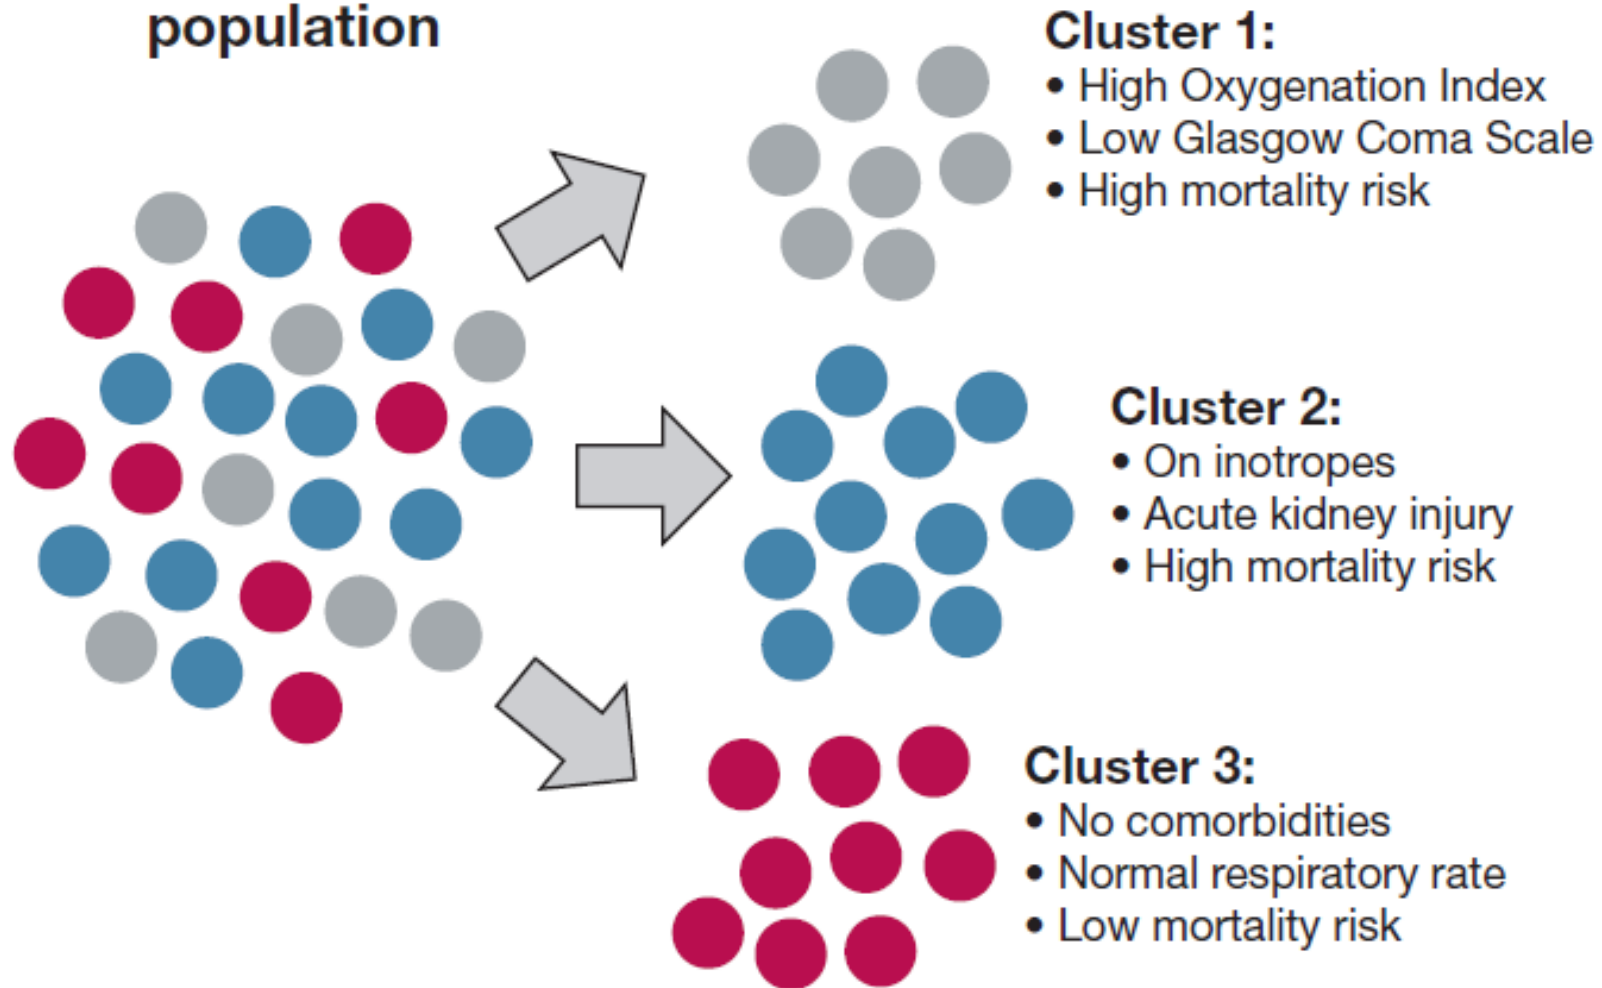 population
Cluster 1:
• High Oxygenation Index
• Low Glasgow Coma Scale
• High mortality risk
Cluster 2:
• On inotropes
• Acute kidney injury
• High mortality risk
Cluster 3:
• No comorbidities
• Normal respiratory rate
• Low mortality risk